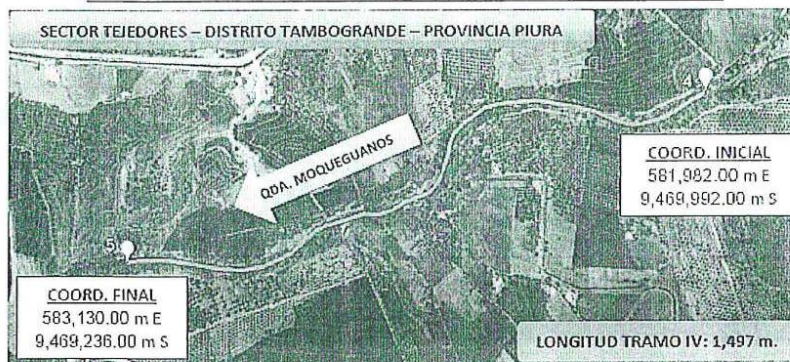 SECTOR TEJEDORES – DISTRITO TAMBOGRANDE – PROVINCIA PIURA
QDA. MOQUEGUANOS
COORD. INICIAL
581,982.00 m E
9,469,992.00 m S
5
COORD. FINAL
583,130.00 m E
9,469,236.00 m S
LONGITUD TRAMO IV: 1,497 m.